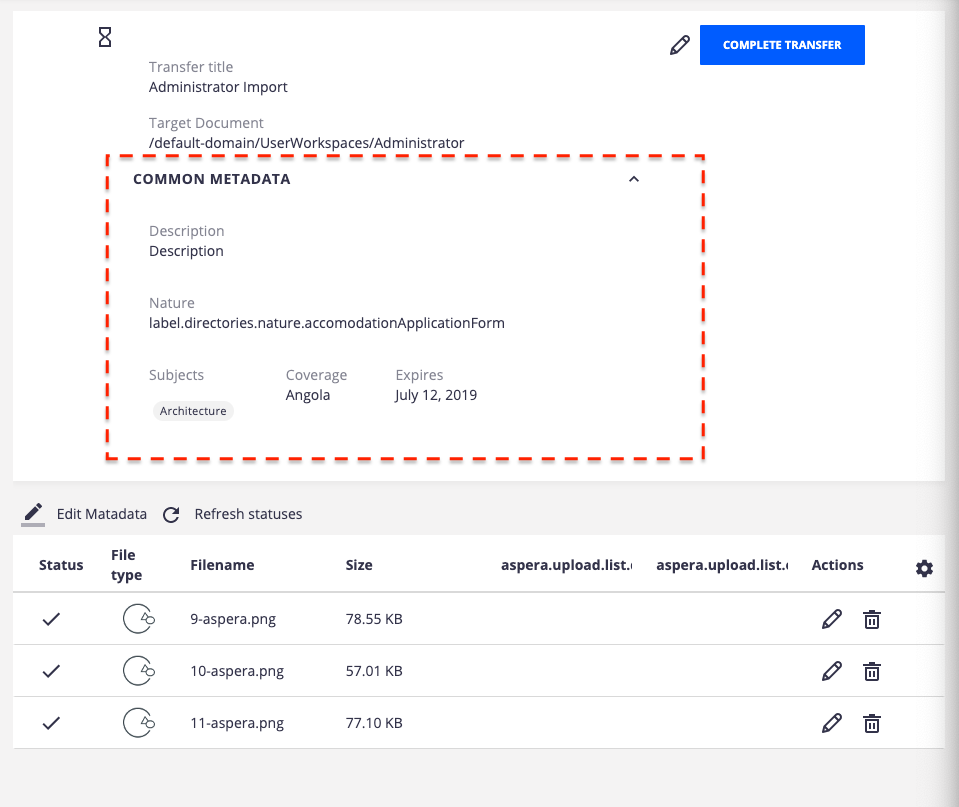 COMPLETE TRANSFER
Transfer title
Administrator Import
Target Document
/default-domain/UserWorkspaces/Administrator
COMMON METADATA
Description
Description
Nature
label.directories.nature.accomodationApplicationForm
Subjects Coverage Expires
Angola July 12, 2019
Architecture
Edit Matadata Refresh statuses
Status File type Filename Size aspera.upload.list. aspera.upload.list. Actions
9-aspera.png 78.55 KB
10-aspera.png 57.01 KB
11-aspera.png 77.10 KB